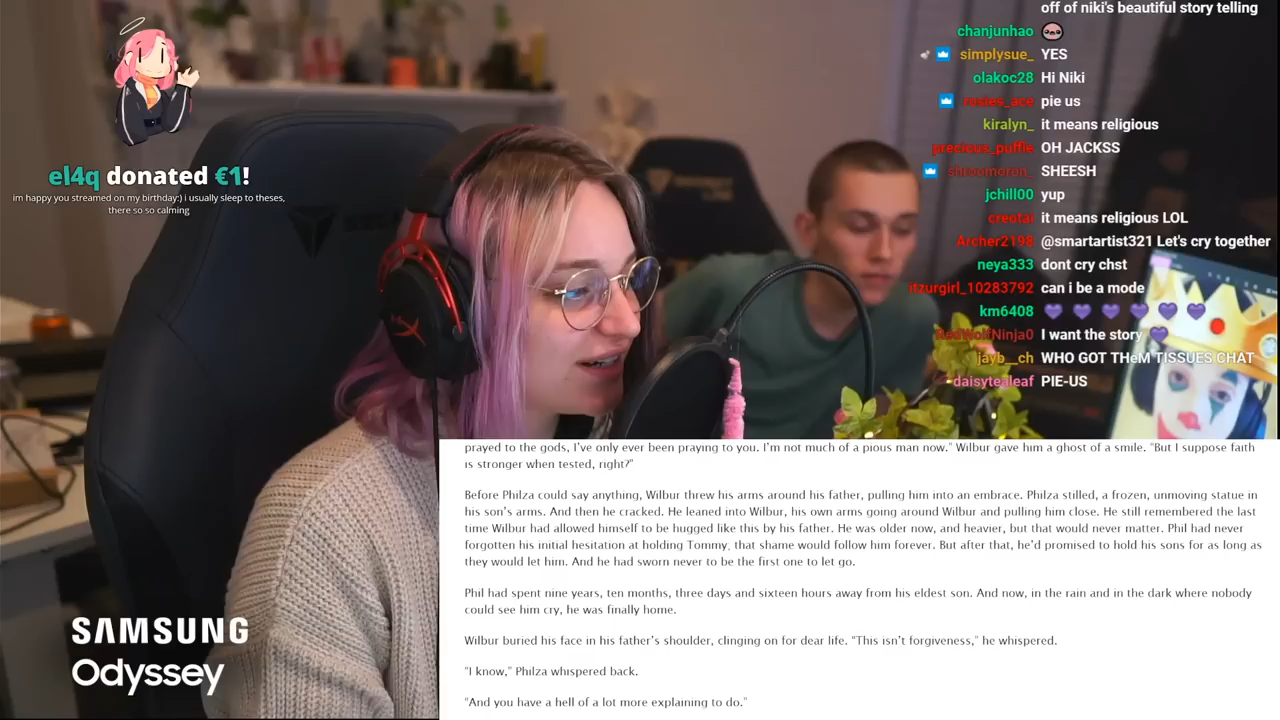 off of niki's beautiful story telling
chanjunhao
simplysue_ YES
olakoc28 Hi Niki
rosies_ace pie us
kiralyn_ it means religious
precious_puffle OH JACKSS
shroomcron_ SHEESH
jchill00 yup
creotai it means religious LOL
Archer2198 @smartartist321 Let's cry together
neya333 dont cry chst
itzurgirl_10283792 can i be a mode
km6408
RedWolfNinja0 I want the story
jayb__ch WHO GOT THeM TISSUES CHAT
daisytealeaf PIE-US
el4q donated €1!
im happy you streamed on my birthday:) i usually sleep to theses,
there so so calming
SAMSUNG
Odyssey
prayed to the gods, I've only ever been praying to you. I'm not much of a pious man now.” Wilbur gave him a ghost of a smile. “But I suppose faith
is stronger when tested, right?”
Before Philza could say anything, Wilbur threw his arms around his father, pulling him into an embrace. Philza stilled, a frozen, unmoving statue in
his son's arms. And then he cracked. He leaned into Wilbur, his own arms going around Wilbur and pulling him close. He still remembered the last
time Wilbur had allowed himself to be hugged like this by his father. He was older now, and heavier, but that would never matter. Phil had never
forgotten his initial hesitation at holding Tommy, that shame would follow him forever. But after that, he'd promised to hold his sons for as long as
they would let him. And he had sworn never to be the first one to let go.
Phil had spent nine years, ten months, three days and sixteen hours away from his eldest son. And now, in the rain and in the dark where nobody
could see him cry, he was finally home.
Wilbur buried his face in his father's shoulder, clinging on for dear life. “This isn't forgiveness,” he whispered.
“I know,” Philza whispered back.
“And you have a hell of a lot more explaining to do.”